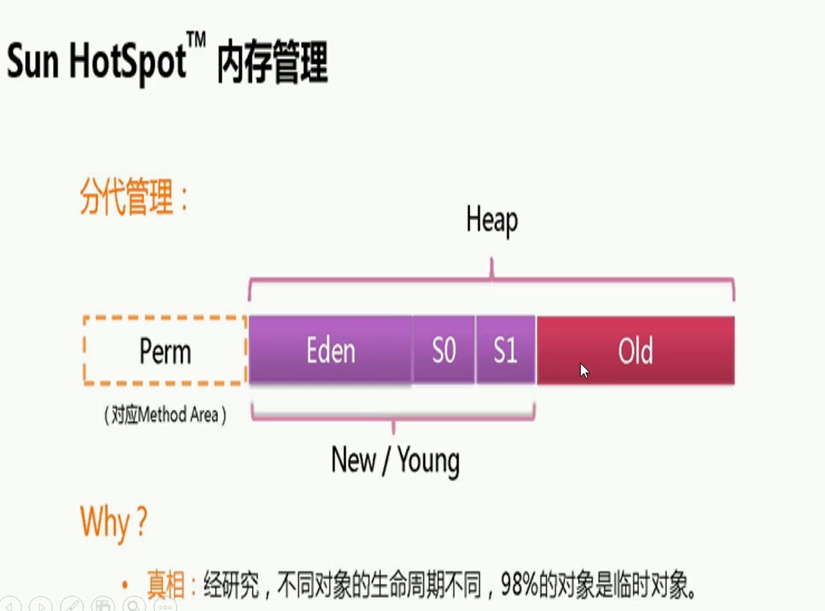 Sun HotSpot™ 内存管理
分代管理：
Heap
Perm Eden S0 S1 Old
（对应Method Area）
New / Young
Why？
• 真相：经研究，不同对象的生命周期不同，98%的对象是临时对象。